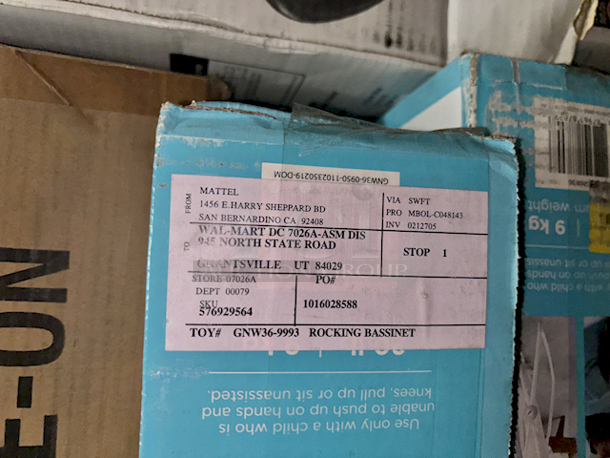 GNW36-0950-1102350219-DOM
FROM
MATTEL
1456 E.HARRY SHEPPARD BD
SAN BERNARDINO CA 92408
VIA SWFT
PRO MBOL-C048143
INV 0212705
TO
WAL-MART DC 7026A-ASM DIS
945 NORTH STATE ROAD
GRANTSVILLE UT 84029
STOP 1
STORE 07026A
DEPT 00079
SKU
576929564
PO#
1016028588
TOY# GNW36-9993 ROCKING BASSINET
Use only with a child who is
unable to push up on hands and
knees, pull up or sit unassisted.
E-ON
9 kg